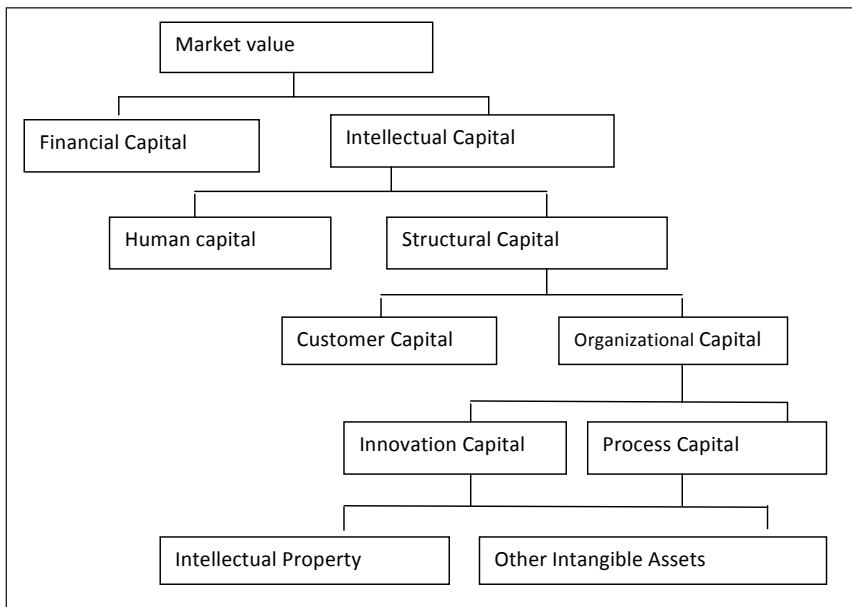 Market value
Financial Capital
Intellectual Capital
Human capital
Structural Capital
Customer Capital
Organizational Capital
Innovation Capital
Process Capital
Intellectual Property
Other Intangible Assets